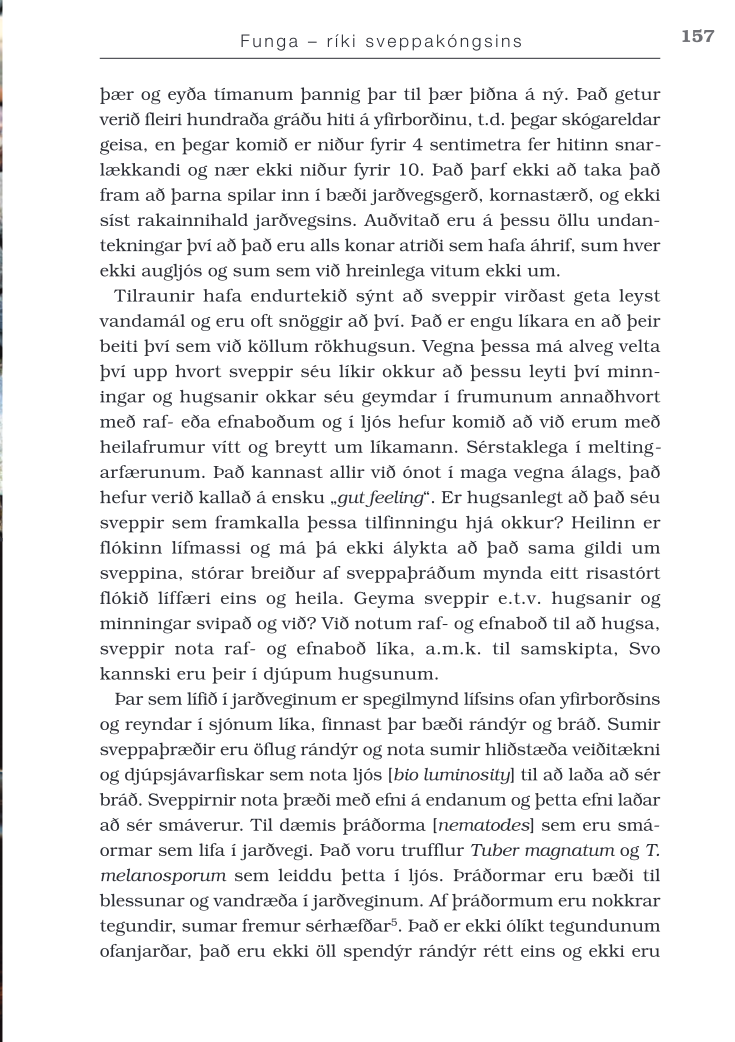 Funga – ríki sveppakóngsins
157
þær og eyða tímanum þannig þar til þær þiðna á ný. Það getur
verið fleiri hundraða gráðu hiti á yfirborðinu, t.d. þegar skógareldar
geisa, en þegar komið er niður fyrir 4 sentimetra fer hitinn snar-
lækkandi og nær ekki niður fyrir 10. Það þarf ekki að taka það
fram að þarna spilar inn í bæði jarðvegsgerð, kornastærð, og ekki
síst rakainnihald jarðvegsins. Auðvitað eru á þessu öllu undan-
tekningar því að það eru alls konar atriði sem hafa áhrif, sum hver
ekki augljós og sum sem við hreinlega vitum ekki um.
Tilraunir hafa endurtekið sýnt að sveppir virðast geta leyst
vandamál og eru oft snöggir að því. Það er engu líkara en að þeir
beiti því sem við köllum rökhugsun. Vegna þessa má alveg velta
því upp hvort sveppir séu líkir okkur að þessu leyti því minn-
ingar og hugsanir okkar séu geymdar í frumunum annaðhvort
með raf- eða efnaboðum og í ljós hefur komið að við erum með
heilafrumur vítt og breytt um líkamann. Sérstaklega í melting-
arfærunum. Það kannast allir við ónot í maga vegna álags, það
hefur verið kallað á ensku „gut feeling“. Er hugsanlegt að það séu
sveppir sem framkalla þessa tilfinningu hjá okkur? Heilinn er
flókinn lífmassi og má þá ekki álykta að það sama gildi um
sveppina, stórar breiður af sveppaþráðum mynda eitt risastórt
flókið líffæri eins og heila. Geyma sveppir e.t.v. hugsanir og
minningar svipað og við? Við notum raf- og efnaboð til að hugsa,
sveppir nota raf- og efnaboð líka, a.m.k. til samskipta, Svo
kannski eru þeir í djúpum hugsunum.
Þar sem lífið í jarðveginum er spegilmynd lífsins ofan yfirborðsins
og reyndar í sjónum líka, finnast þar bæði rándýr og bráð. Sumir
sveppaþræðir eru öflug rándýr og nota sumir hliðstæða veiðitækni
og djúpsjávarfiskar sem nota ljós [bio luminosity] til að laða að sér
bráð. Sveppirnir nota þræði með efni á endanum og þetta efni laðar
að sér smáverur. Til dæmis þráðorma [nematodes] sem eru smá-
ormar sem lifa í jarðvegi. Það voru trufflur Tuber magnatum og T.
melanosporum sem leiddu þetta í ljós. Þráðormar eru bæði til
blessunar og vandræða í jarðveginum. Af þráðormum eru nokkrar
tegundir, sumar fremur sérhæfðar⁵. Það er ekki ólíkt tegundunum
ofanjarðar, það eru ekki öll spendýr rándýr rétt eins og ekki eru